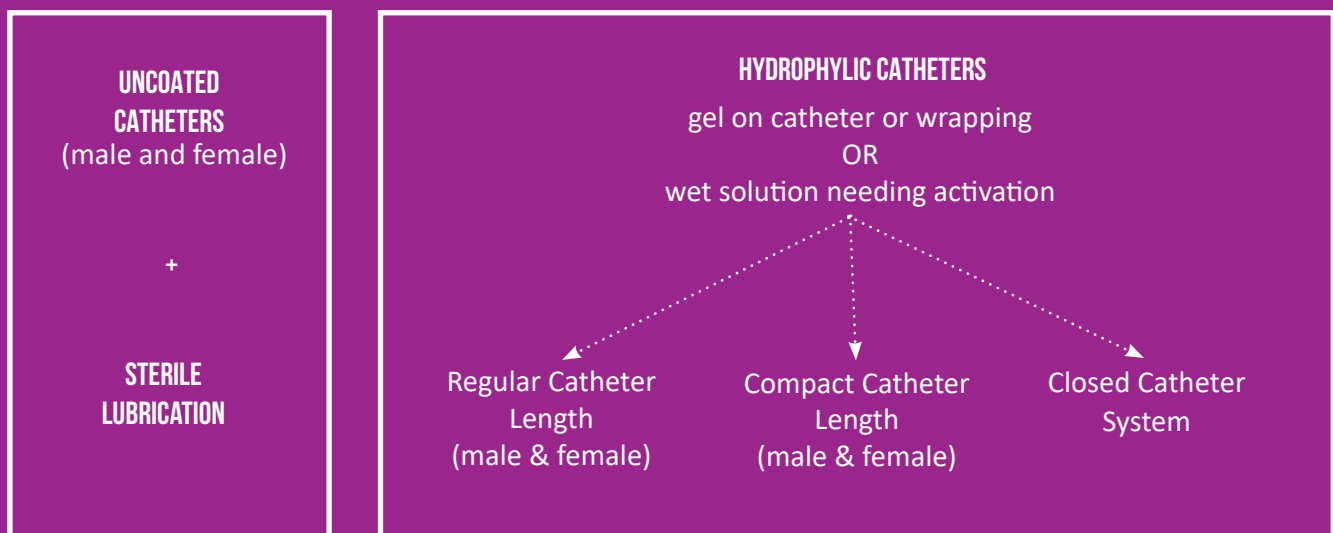 UNCOATED
CATHETERS
(male and female)
+
STERILE
LUBRICATION
HYDROPHYLIC CATHETERS
gel on catheter or wrapping
OR
wet solution needing activation
Regular Catheter
Length
(male & female)
Compact Catheter
Length
(male & female)
Closed Catheter
System